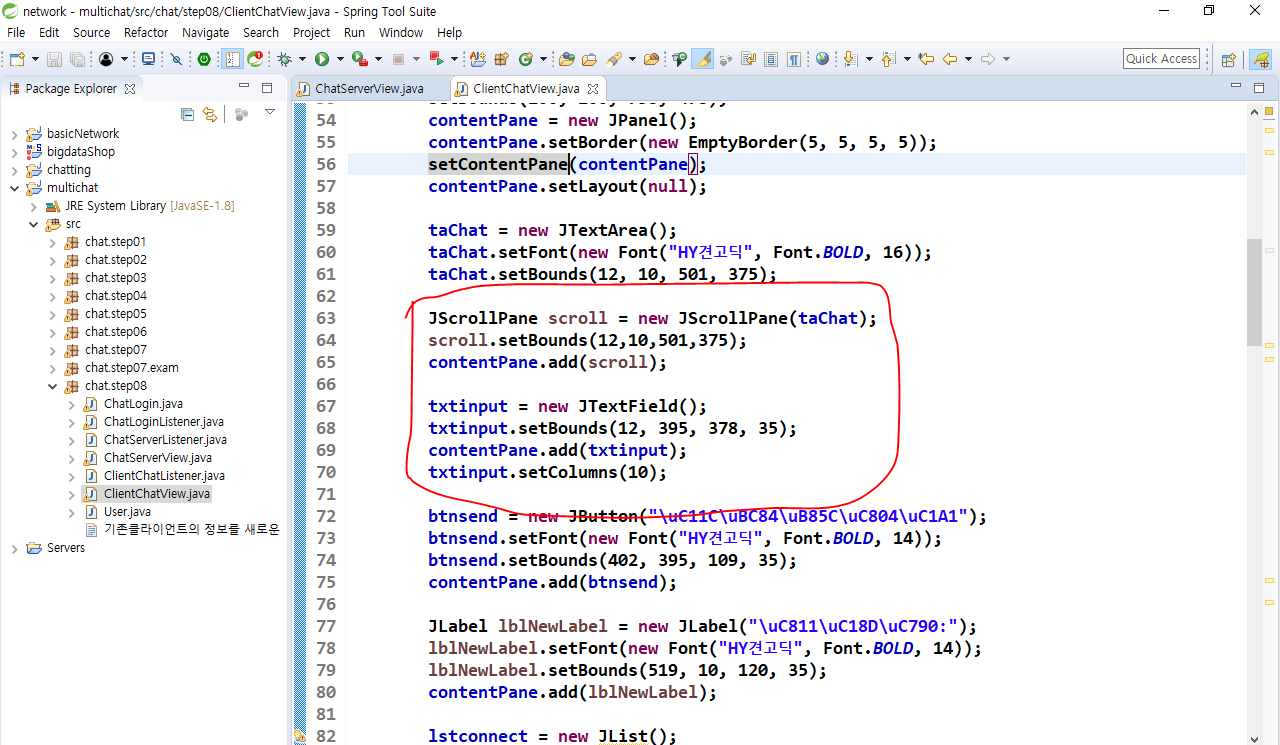 network - multichat/src/chat/step08/ClientChatView.java - Spring Tool Suite
File Edit Source Refactor Navigate Search Project Run Window Help
Quick Access
Package Explorer
ChatServerView.java ClientChatView.java
basicNetwork
bigdataShop
chatting
multichat
JRE System Library [JavaSE-1.8]
src
chat.step01
chat.step02
chat.step03
chat.step04
chat.step05
chat.step06
chat.step07
chat.step07.exam
chat.step08
ChatLogin.java
ChatLoginListener.java
ChatServerListener.java
ChatServerView.java
ClientChatListener.java
ClientChatView.java
User.java
기존클라이언트의 정보를 새로운
Servers
54 contentPane = new JPanel();
55 contentPane.setBorder(new EmptyBorder(5, 5, 5, 5));
56 setContentPane(contentPane);
57 contentPane.setLayout(null);
58
59 taChat = new JTextArea();
60 taChat.setFont(new Font("HY견고딕", Font.BOLD, 16));
61 taChat.setBounds(12, 10, 501, 375);
62
63 JScrollPane scroll = new JScrollPane(taChat);
64 scroll.setBounds(12,10,501,375);
65 contentPane.add(scroll);
66
67 txtinput = new JTextField();
68 txtinput.setBounds(12, 395, 378, 35);
69 contentPane.add(txtinput);
70 txtinput.setColumns(10);
71
72 btnsend = new JButton("\uC11C\uBC84\uB85C\uC804\uC1A1");
73 btnsend.setFont(new Font("HY견고딕", Font.BOLD, 14));
74 btnsend.setBounds(402, 395, 109, 35);
75 contentPane.add(btnsend);
76
77 JLabel lblNewLabel = new JLabel("\uC811\uC18D\uC790:");
78 lblNewLabel.setFont(new Font("HY견고딕", Font.BOLD, 14));
79 lblNewLabel.setBounds(519, 10, 120, 35);
80 contentPane.add(lblNewLabel);
81
82 lstconnect = new JList();